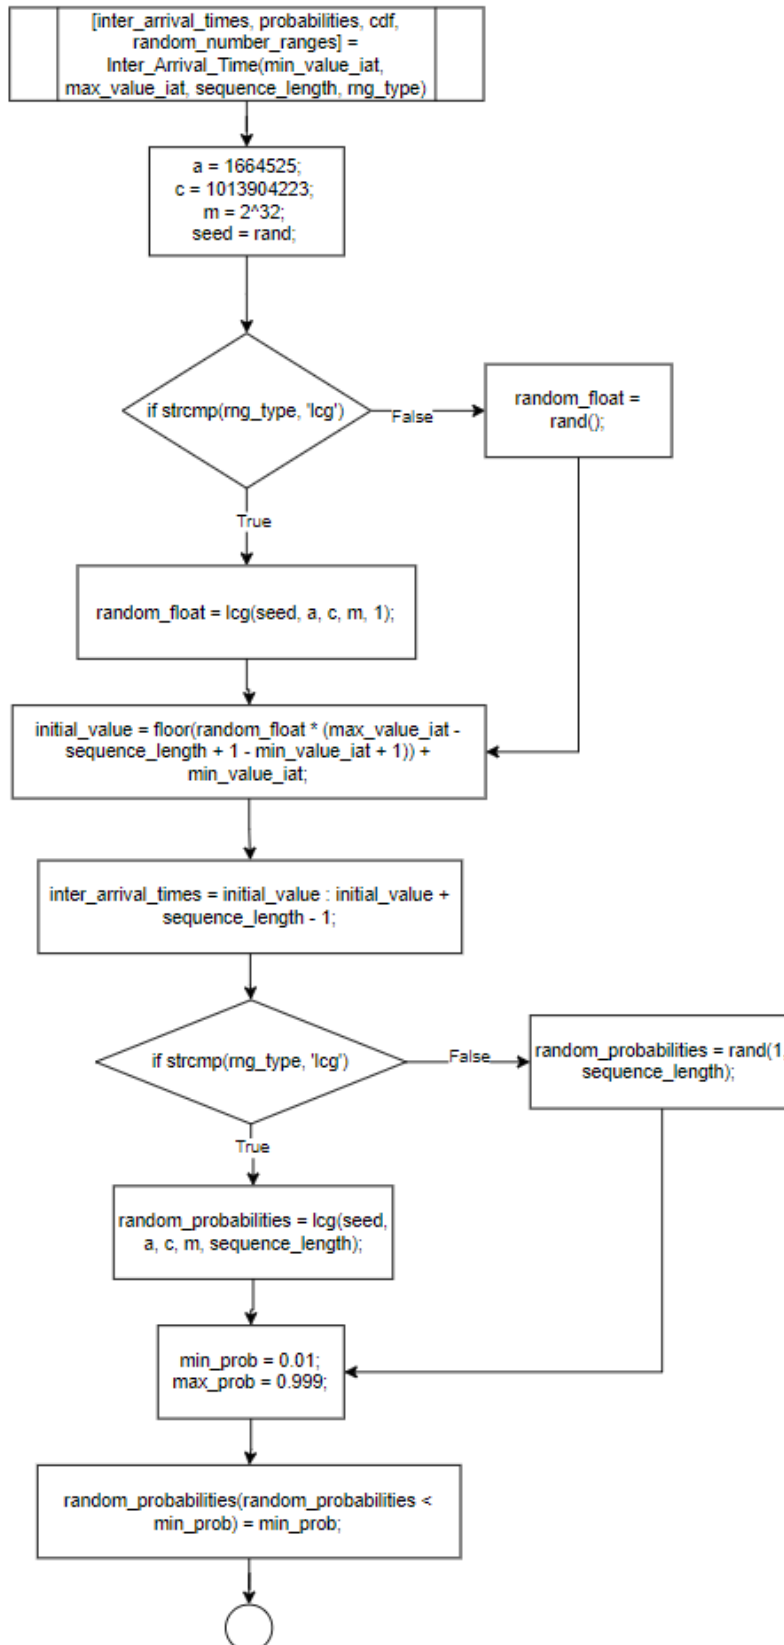 [inter_arrival_times, probabilities, cdf,
random_number_ranges] =
Inter_Arrival_Time(min_value_iat,
max_value_iat, sequence_length, rng_type)
a = 1664525;
c = 1013904223;
m = 2^32;
seed = rand;
if strcmp(rng_type, 'lcg')
False
random_float =
rand();
True
random_float = lcg(seed, a, c, m, 1);
initial_value = floor(random_float * (max_value_iat -
sequence_length + 1 - min_value_iat + 1)) +
min_value_iat;
inter_arrival_times = initial_value : initial_value +
sequence_length - 1;
if strcmp(rng_type, 'lcg')
False
random_probabilities = rand(1,
sequence_length);
True
random_probabilities = lcg(seed,
a, c, m, sequence_length);
min_prob = 0.01;
max_prob = 0.999;
random_probabilities(random_probabilities <
min_prob) = min_prob;